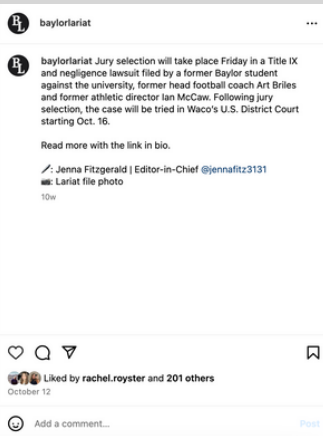 BL
baylorlariat
BL
baylorlariat Jury selection will take place Friday in a Title IX
and negligence lawsuit filed by a former Baylor student
against the university, former head football coach Art Briles
and former athletic director Ian McCaw. Following jury
selection, the case will be tried in Waco's U.S. District Court
starting Oct. 16.
Read more with the link in bio.
🖊️: Jenna Fitzgerald | Editor-in-Chief @jennafitz3131
📷: Lariat file photo
10w
Liked by rachel.royster and 201 others
October 12
Add a comment...
Post